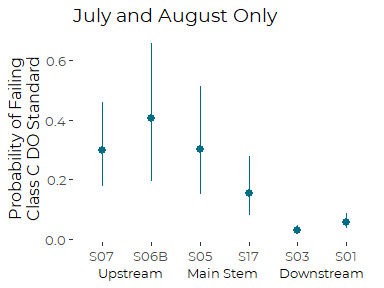 July and August Only
Probability of Failing
Class C DO Standard
0.6
0.4
0.2
0.0
S07 S06B S05 S17 S03 S01
Upstream Main Stem Downstream